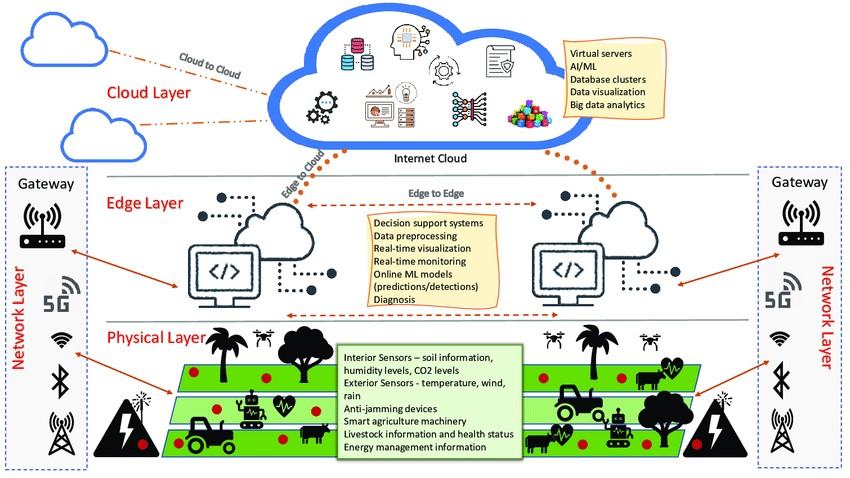 Cloud to Cloud
Cloud Layer
Virtual servers
AI/ML
Database clusters
Data visualization
Big data analytics
Internet Cloud
Edge to Cloud
Gateway
5G
Network Layer
Edge Layer
Edge to Edge
</>
Decision support systems
Data preprocessing
Real-time visualization
Real-time monitoring
Online ML models
(predictions/detections)
Diagnosis
</>
Gateway
5G
Network Layer
Physical Layer
Interior Sensors – soil information,
humidity levels, CO2 levels
Exterior Sensors - temperature, wind,
rain
Anti-jamming devices
Smart agriculture machinery
Livestock information and health status
Energy management information